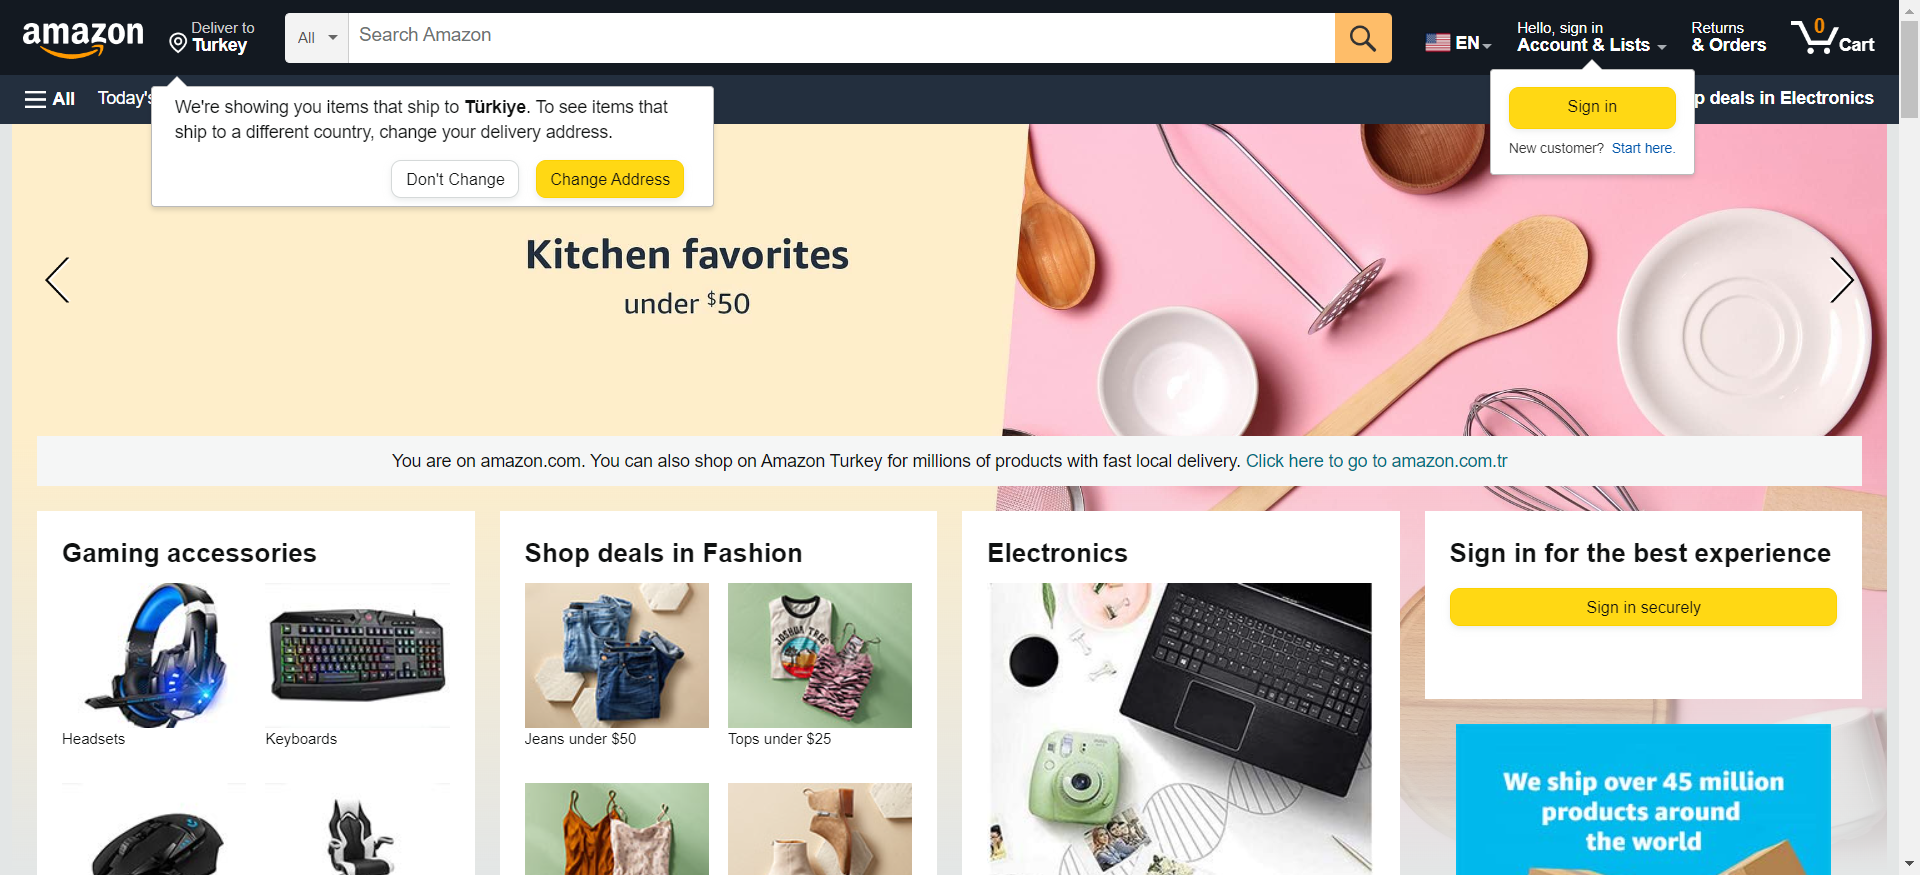 amazon
Deliver to
Turkey
All
Search Amazon
EN
Hello, sign in
Account & Lists
Returns
& Orders
0
Cart
All
Today's
p deals in Electronics
We're showing you items that ship to Türkiye. To see items that
ship to a different country, change your delivery address.
Don't Change
Change Address
Sign in
New customer? Start here.
Kitchen favorites
under $50
You are on amazon.com. You can also shop on Amazon Turkey for millions of products with fast local delivery. Click here to go to amazon.com.tr
Gaming accessories
Headsets
Keyboards
Shop deals in Fashion
JOSHUA TREE
Jeans under $50
Tops under $25
Electronics
Sign in for the best experience
Sign in securely
We ship over 45 million
products around
the world